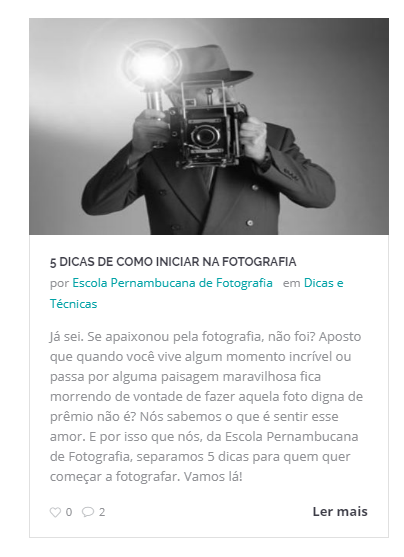 5 DICAS DE COMO INICIAR NA FOTOGRAFIA
por Escola Pernambucana de Fotografia em Dicas e
Técnicas
Já sei. Se apaixonou pela fotografia, não foi? Aposto
que quando você vive algum momento incrível ou
passa por alguma paisagem maravilhosa fica
morrendo de vontade de fazer aquela foto digna de
prêmio não é? Nós sabemos o que é sentir esse
amor. E por isso que nós, da Escola Pernambucana
de Fotografia, separamos 5 dicas para quem quer
começar a fotografar. Vamos lá!
0 2 Ler mais